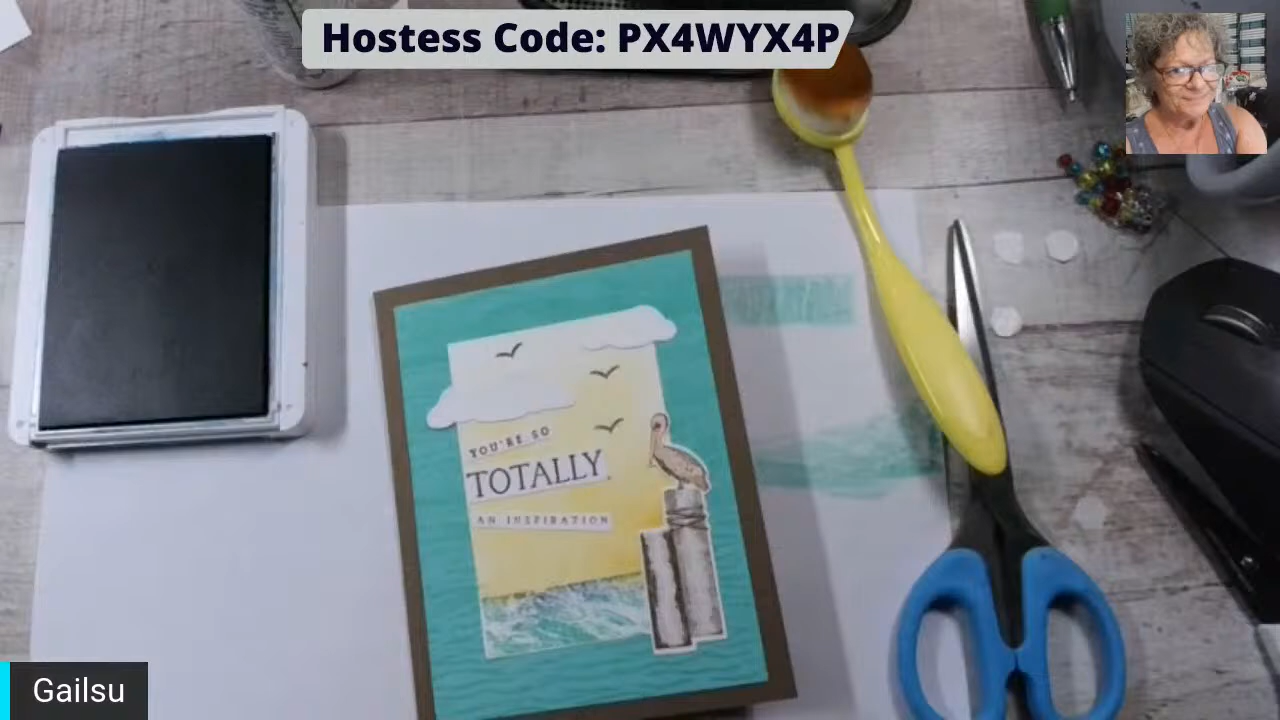 Hostess Code: PX4WYX4P
YOU'RE SO
TOTALLY
AN INSPIRATION
Gailsu